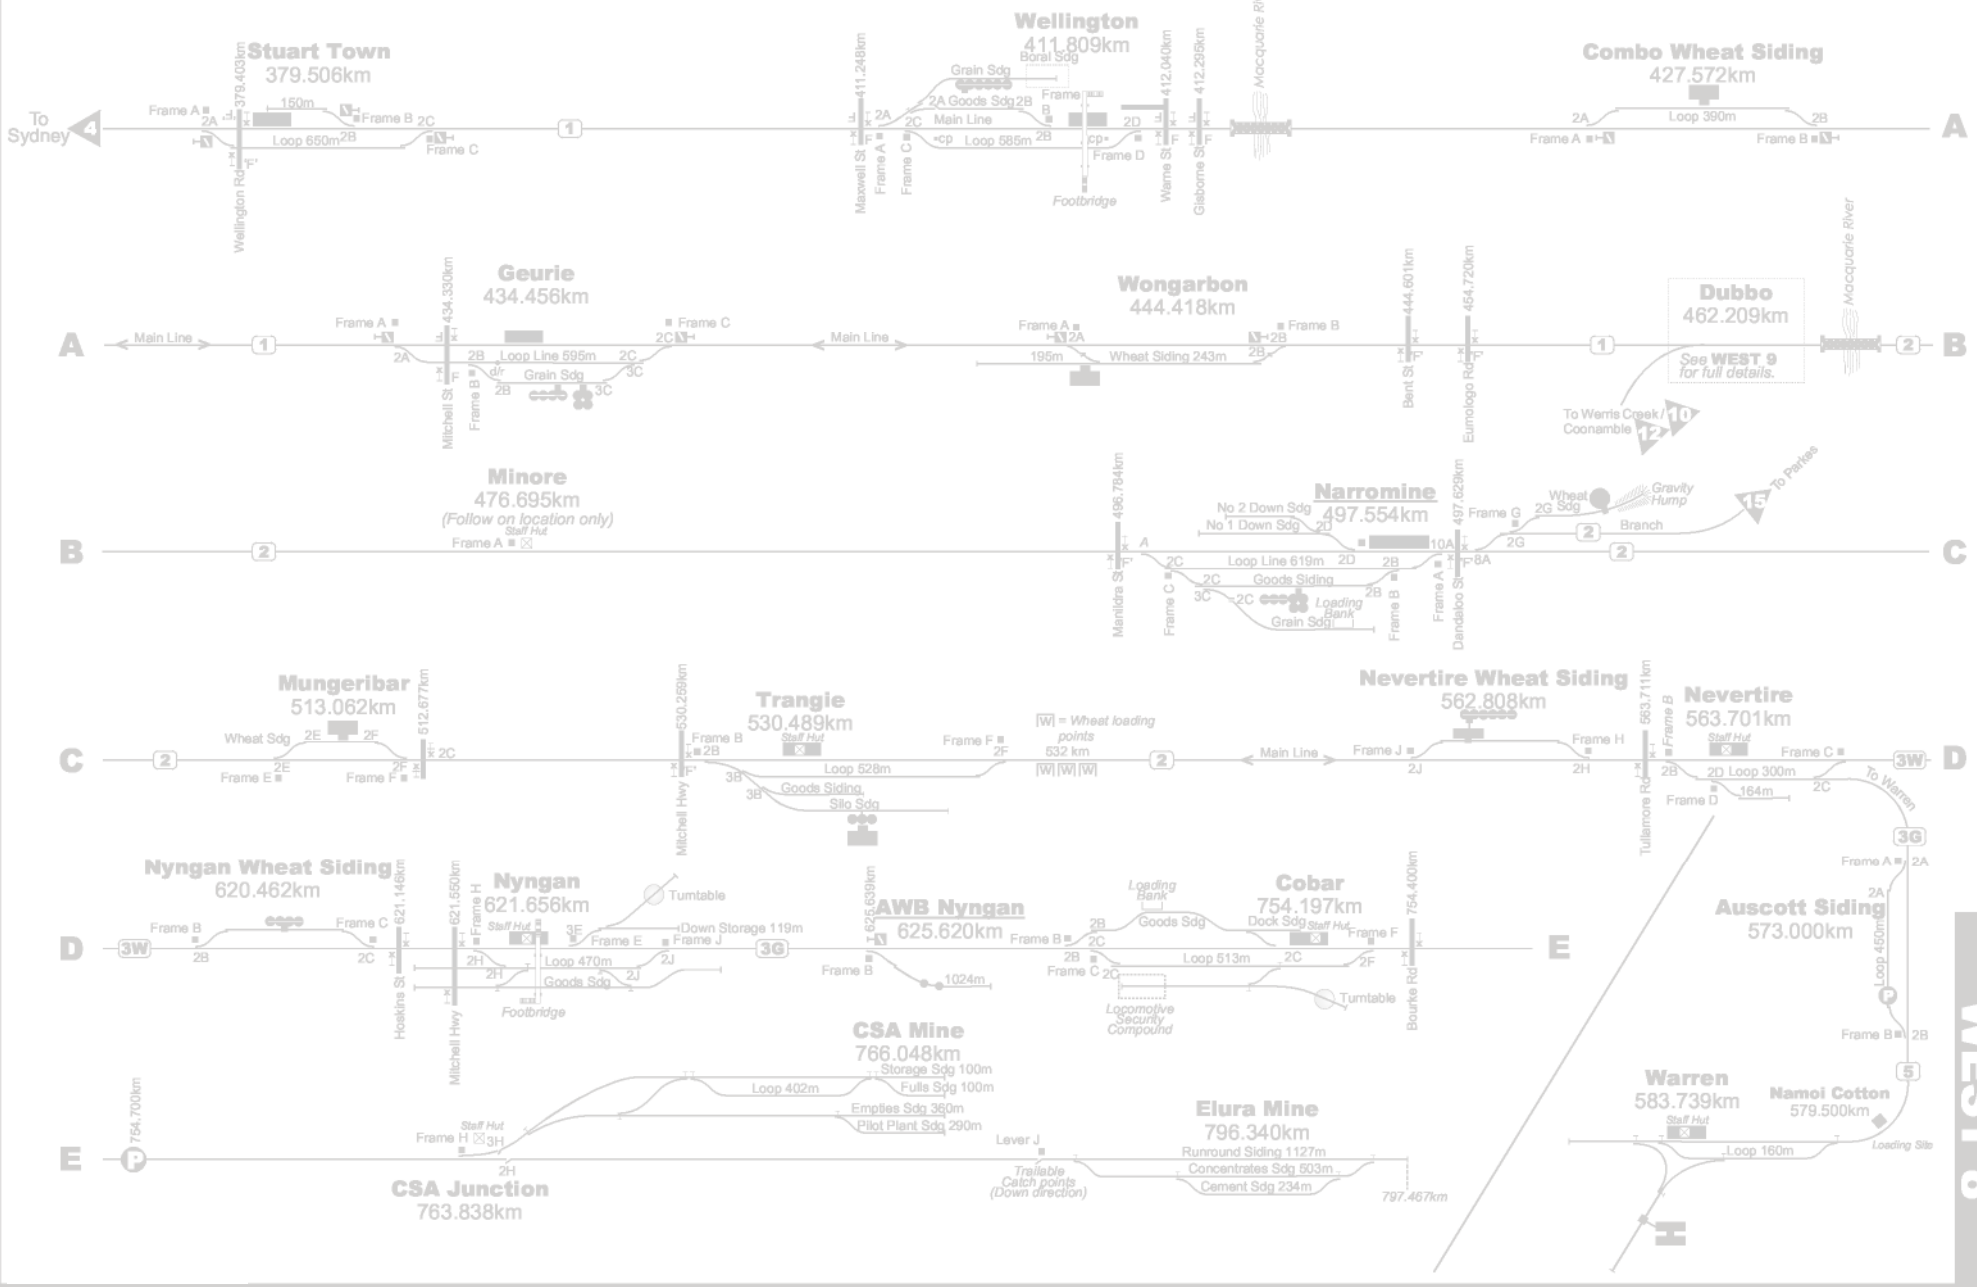 Stuart Town
379.506km
To
Sydney
4
Frame A
2A
379.403km
Wellington Rd
'F'
150m
Frame B
2B
2C
Loop 650m
Frame C
1
Wellington
411.809km
Boral Sdg
Grain Sdg
411.248km
Maxwell St
F
2A
Frame A
2A Goods Sdg 2B
Main Line
2C
Frame C
cp
Loop 585m
B
2B
Frame
cp
2D
Frame D
Footbridge
412.040km
Warne St
F
412.295km
Gisborne St
F
Macquarie Ri
Combo Wheat Siding
427.572km
2A
Loop 390m
2B
Frame A
Frame B
A
Geurie
434.456km
A
Main Line
1
Frame A
2A
434.330km
Mitchell St
F
2B
Frame B
d/r
Loop Line 595m
Grain Sdg
2B
2C
3C
3C
2C
Frame C
Main Line
Wongarbon
444.418km
Frame A
2A
195m
Wheat Siding 243m
2B
2B
Frame B
444.601km
Bent St
454.720km
Eumologo Rd
1
Dubbo
462.209km
See WEST 9
for full details.
To Werris Creek/
Coonamble
10
12
Macquarie River
2
B
Minore
476.695km
(Follow on location only)
Staff Hut
Frame A
B
2
496.784km
Manildra St
F'
A
Narromine
497.554km
No 2 Down Sdg
No 1 Down Sdg
2D
2D
10A
2C
Frame C
Loop Line 619m
2B
2C
Goods Siding
2B
Frame B
Frame A
3C
2C
Loading
Bank
Grain Sdg
497.629km
Dandaloo St
F'
8A
Frame G
2G
2G
Wheat
Sdg
Gravity
Hump
2
Branch
15
To Parkes
2
C
Mungeribar
513.062km
C
2
Wheat Sdg
2E
2F
2E
2F
Frame E
Frame F
512.677km
2C
530.259km
Mitchell Hwy
F'
Frame B
2B
Trangie
530.489km
Staff Hut
3B
Loop 528m
Frame F
2F
3B
Goods Siding
Silo Sdg
W = Wheat loading
points
532 km
W W W
2
Main Line
Nevertire Wheat Siding
562.808km
Frame J
2J
Frame H
2H
563.711km
Tullamore Rd
Frame B
2B
Nevertire
563.701km
Staff Hut
Frame C
2D
Loop 300m
2C
Frame D
164m
3W
D
To Warren
3G
Nyngan Wheat Siding
620.462km
D
3W
Frame B
2B
Frame C
2C
621.146km
Hoskins St
621.550km
Mitchell Hwy
Frame H
2H
Nyngan
621.656km
Staff Hut
2H
Loop 470m
Goods Sdg
Footbridge
Turntable
3E
Frame E
Down Storage 119m
Frame J
2J
2J
3G
625.639km
AWB Nyngan
625.620km
Frame B
1024m
Frame B
2B
2B
2C
Frame C
2C
Loading
Bank
Goods Sdg
Cobar
754.197km
Dock Sdg
Staff Hut
Frame F
2F
Loop 513m
2C
Locomotive
Security
Compound
Turntable
754.400km
Bourke Rd
E
Frame A
2A
2A
Auscott Siding
573.000km
Loop 450m
P
Frame B
2B
5
E
754.700km
P
CSA Mine
766.048km
Storage Sdg 100m
Loop 402m
Fulls Sdg 100m
Empties Sdg 360m
Pilot Plant Sdg 290m
Staff Hut
Frame H
3H
2H
CSA Junction
763.838km
Lever J
Trailable
Catch points
(Down direction)
Elura Mine
796.340km
Runround Siding 1127m
Concentrates Sdg 503m
Cement Sdg 234m
797.467km
Warren
583.739km
Staff Hut
Loop 160m
Namoi Cotton
579.500km
Loading Site